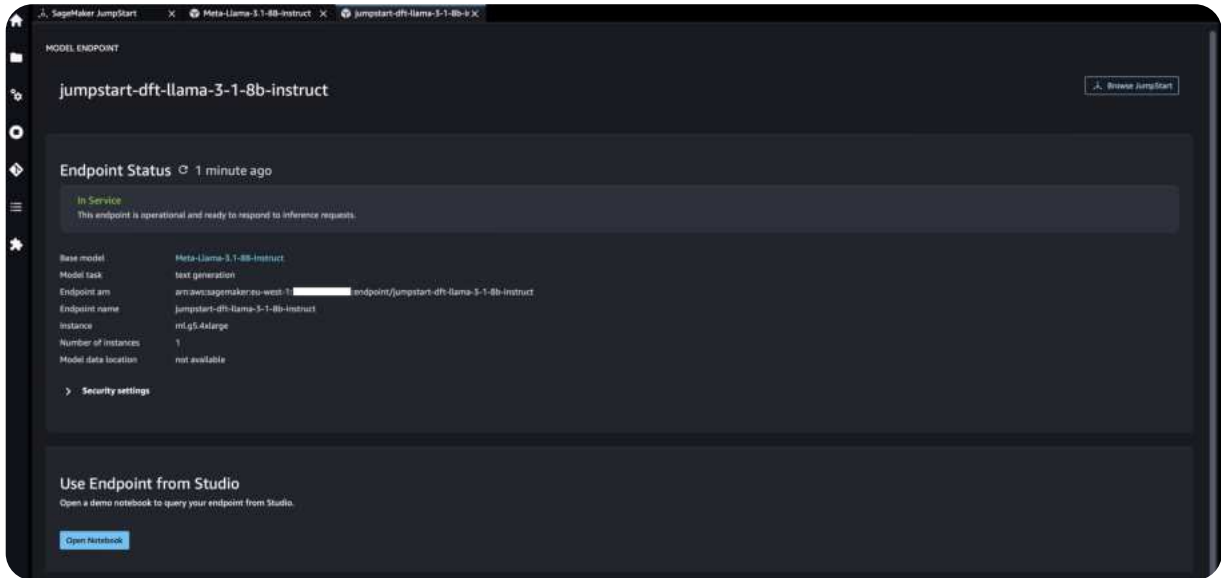 SageMaker JumpStart
Meta-Llama-3.1-8B-Instruct
jumpstart-dft-llama-3-1-8b-ir
MODEL ENDPOINT
jumpstart-dft-llama-3-1-8b-instruct
Browse JumpStart
Endpoint Status 1 minute ago
In Service
This endpoint is operational and ready to respond to inference requests.
Base model Meta-Llama-3.1-8B-Instruct
Model task text generation
Endpoint arn arn:aws:sagemaker:eu-west-1: :endpoint/jumpstart-dft-llama-3-1-8b-instruct
Endpoint name jumpstart-dft-llama-3-1-8b-instruct
Instance ml.g5.4xlarge
Number of instances 1
Model data location not available
Security settings
Use Endpoint from Studio
Open a demo notebook to query your endpoint from Studio.
Open Notebook